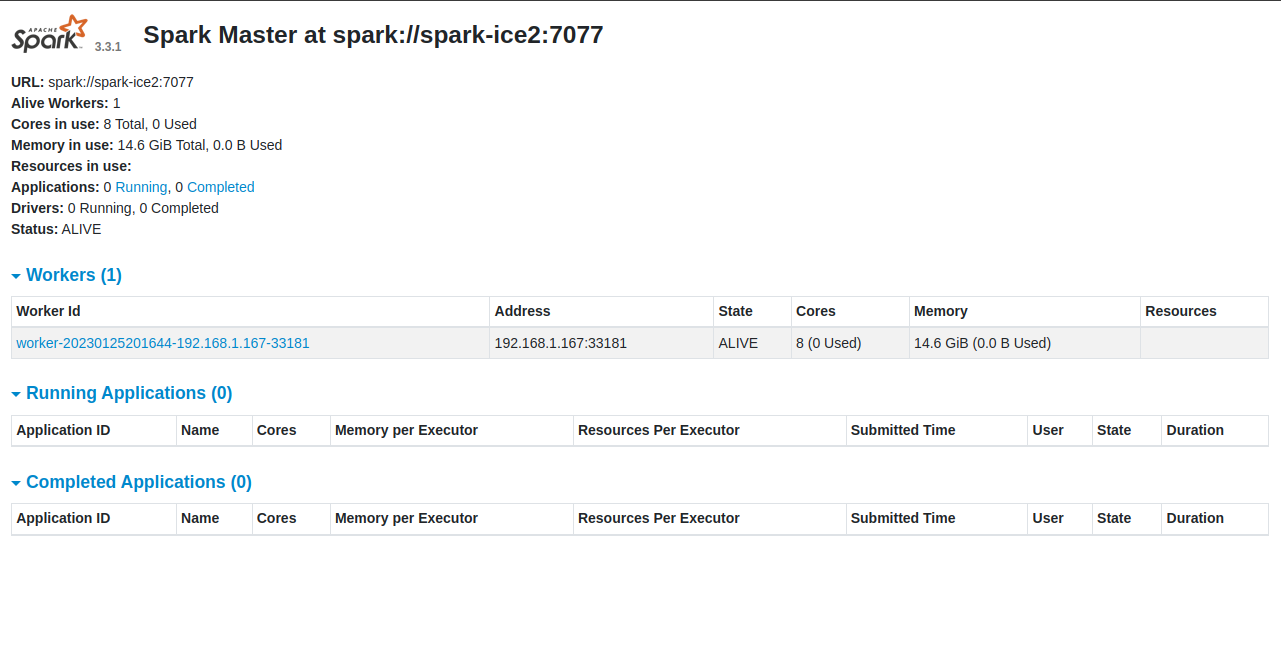 APACHE
Spark 3.3.1 Spark Master at spark://spark-ice2:7077
URL: spark://spark-ice2:7077
Alive Workers: 1
Cores in use: 8 Total, 0 Used
Memory in use: 14.6 GiB Total, 0.0 B Used
Resources in use:
Applications: 0 Running, 0 Completed
Drivers: 0 Running, 0 Completed
Status: ALIVE
Workers (1)
Worker Id Address State Cores Memory Resources
worker-20230125201644-192.168.1.167-33181 192.168.1.167:33181 ALIVE 8 (0 Used) 14.6 GiB (0.0 B Used)
Running Applications (0)
Application ID Name Cores Memory per Executor Resources Per Executor Submitted Time User State Duration
Completed Applications (0)
Application ID Name Cores Memory per Executor Resources Per Executor Submitted Time User State Duration